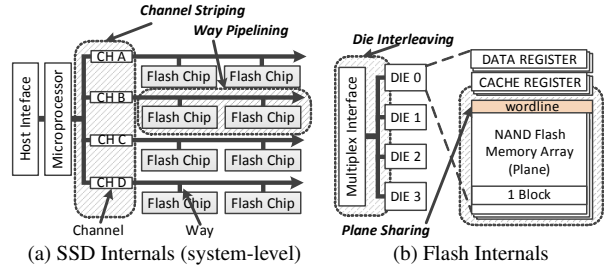 Channel Striping
Way Pipelining
Host Inteface
Microprocessor
CH A
Flash Chip Flash Chip
CH B
Flash Chip Flash Chip
CH C
Flash Chip Flash Chip
CH D
Flash Chip Flash Chip
Channel
Way
(a) SSD Internals (system-level)
Die Interleaving
Multiplex Interface
DIE 0
DIE 1
DIE 2
DIE 3
Plane Sharing
DATA REGISTER
CACHE REGISTER
wordline
NAND Flash
Memory Array
(Plane)
1 Block
(b) Flash Internals